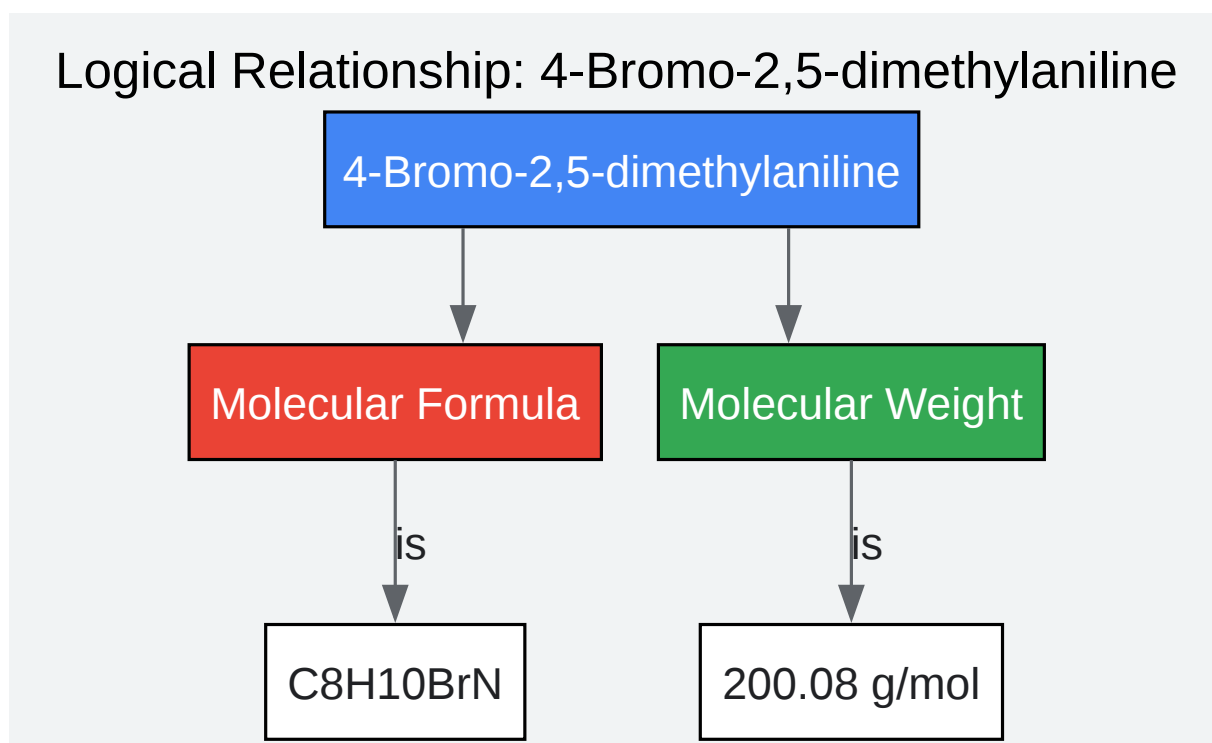 Logical Relationship: 4-Bromo-2,5-dimethylaniline
4-Bromo-2,5-dimethylaniline
Molecular Formula
Molecular Weight
is
is
C8H10BrN
200.08 g/mol